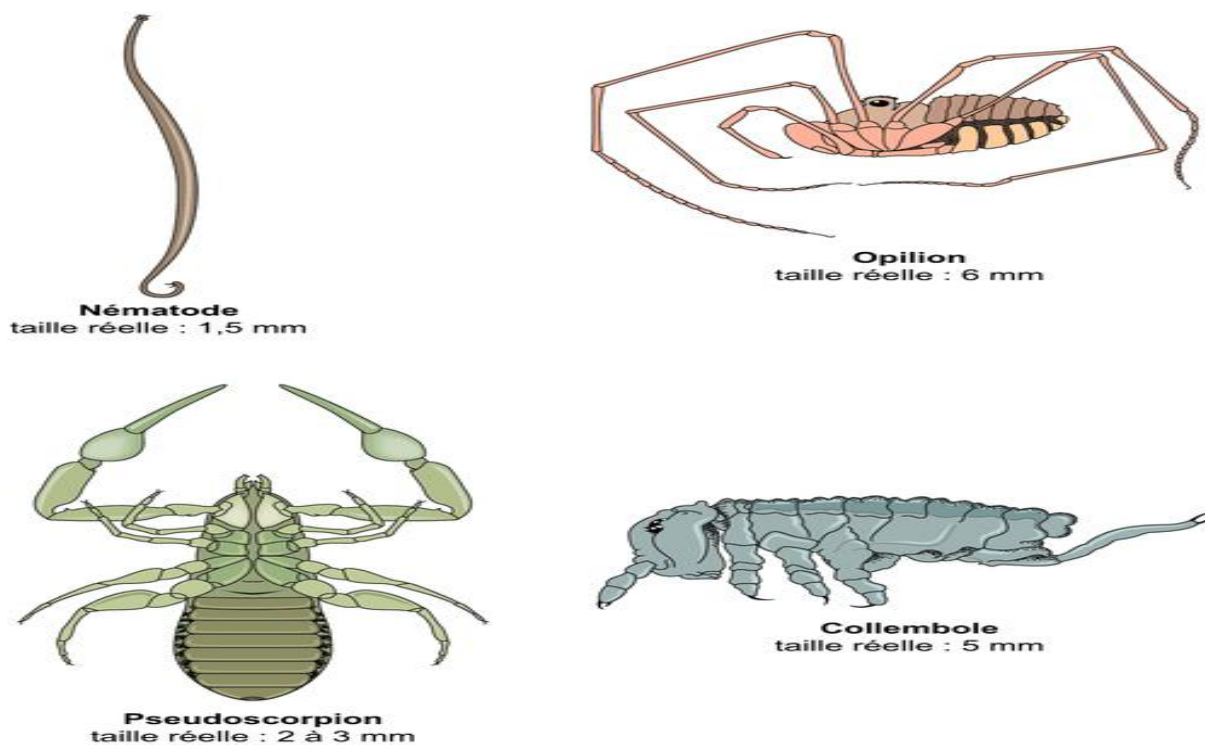 Nématode
taille réelle : 1,5 mm
Opilion
taille réelle : 6 mm
Pseudoscorpion
taille réelle : 2 à 3 mm
Collembole
taille réelle : 5 mm